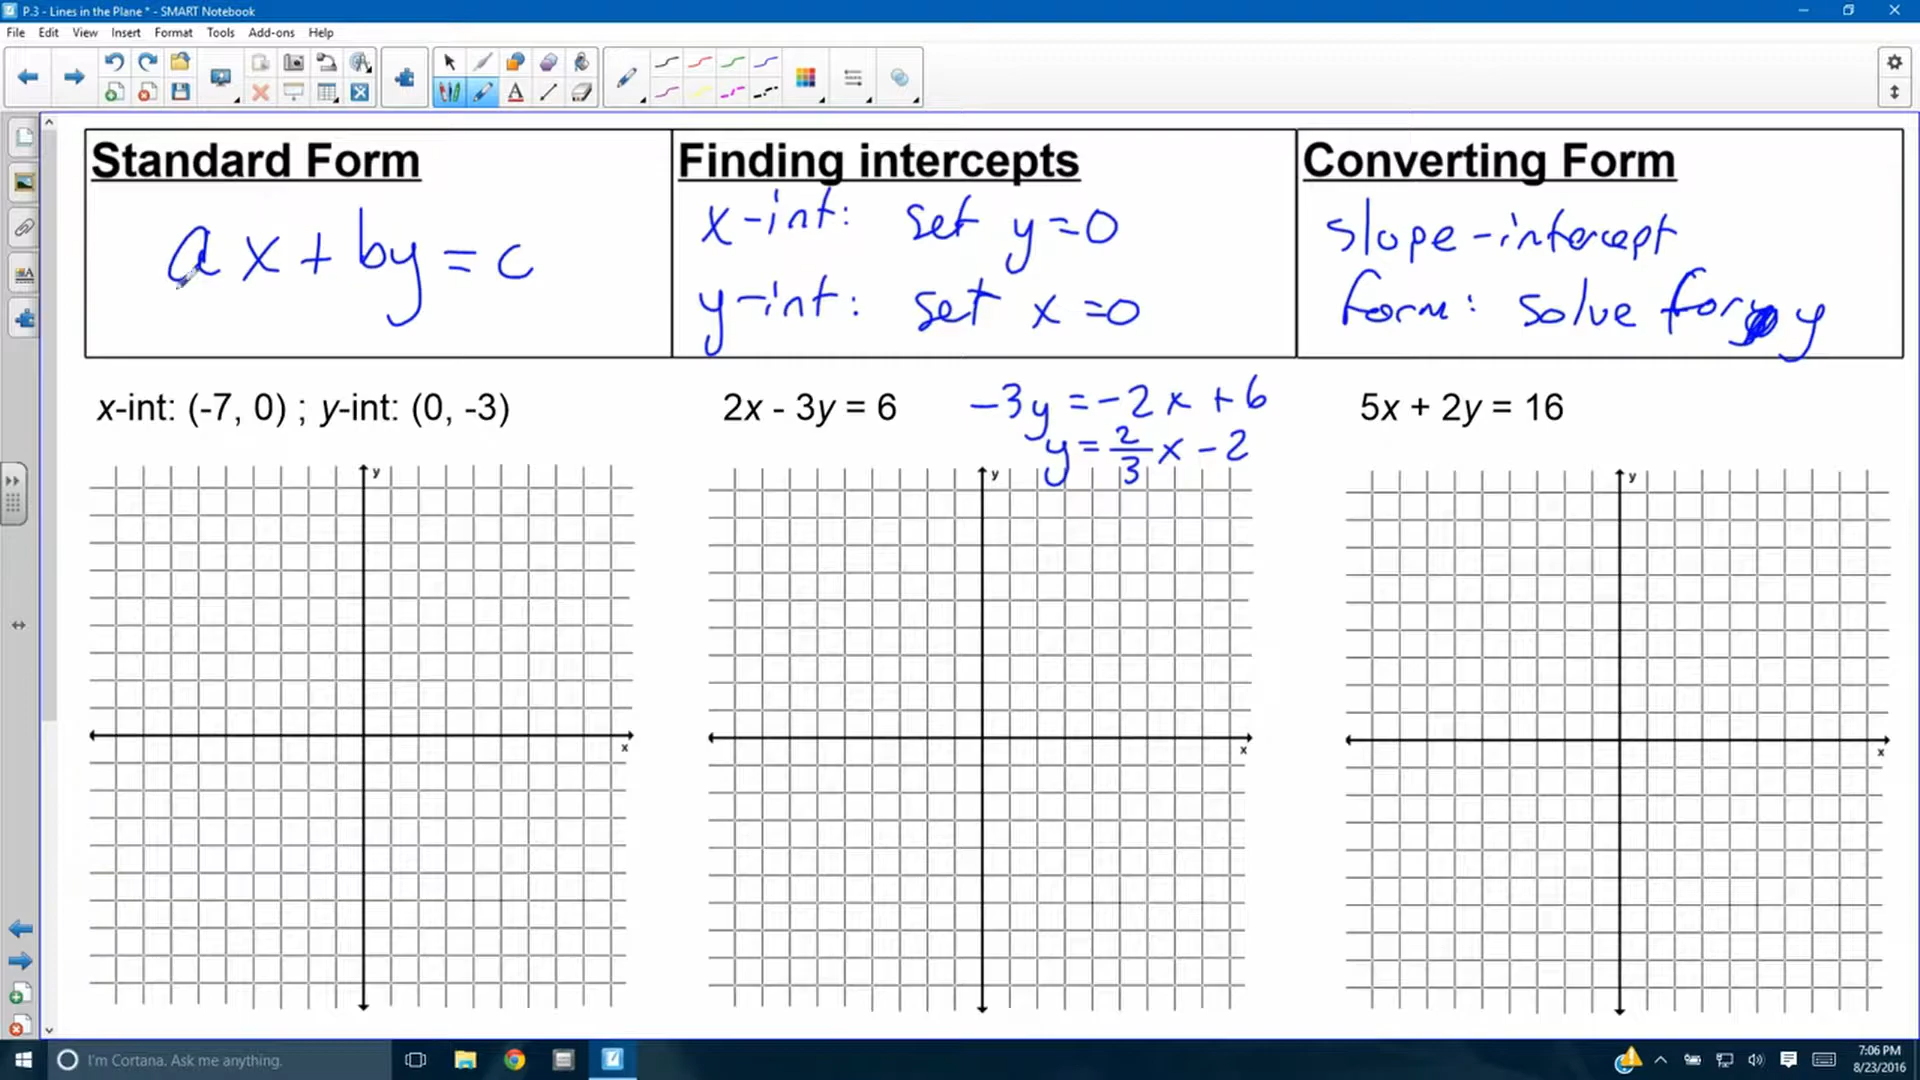 P.3 - Lines in the Plane * - SMART Notebook
File Edit View Insert Format Tools Add-ons Help
Standard Form
ax + by = c
Finding intercepts
x-int: set y=0
y-int: set x=0
Converting Form
slope-intercept
form: solve for y
x-int: (-7, 0) ; y-int: (0, -3)
2x - 3y = 6
-3y = -2x + 6
y = 2/3 x - 2
5x + 2y = 16
y
x
y
x
y
x
I'm Cortana. Ask me anything.
7:06 PM
8/23/2016